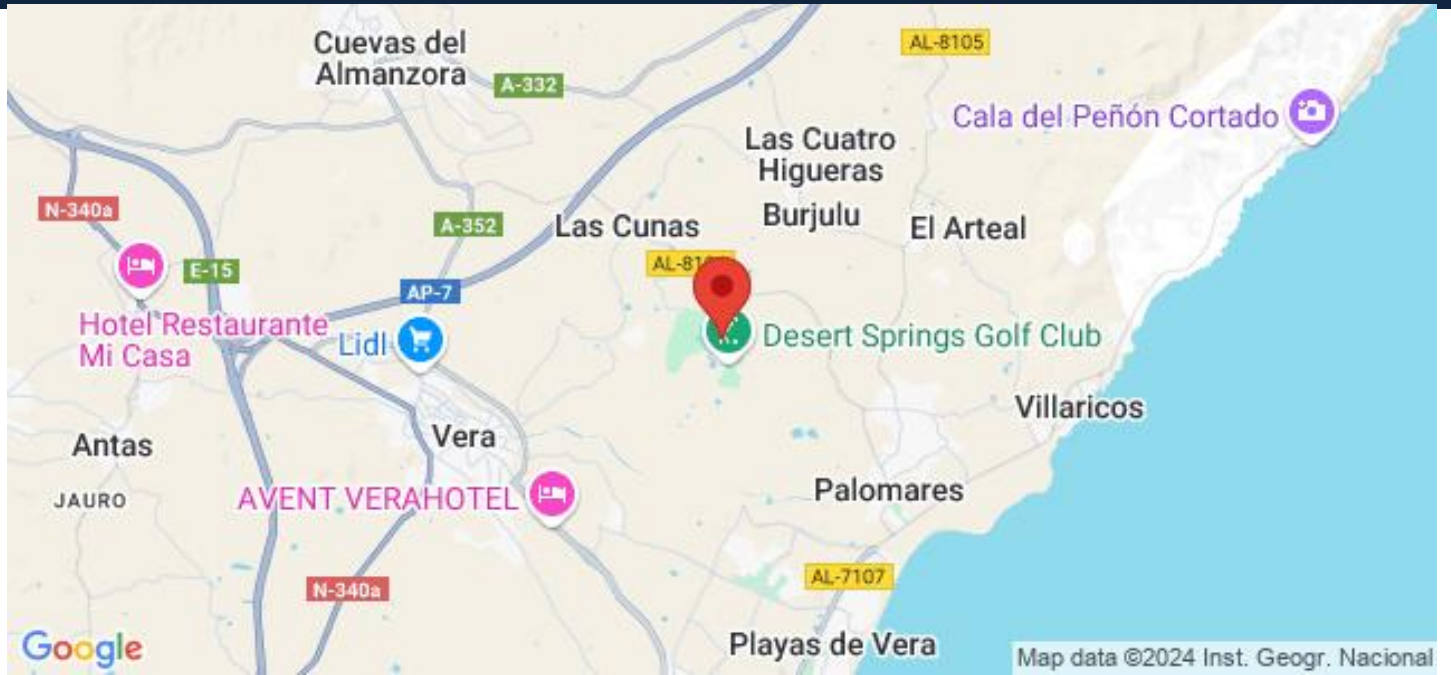 Cuevas del
Almanzora
A-332
AL-8105
Cala del Peñón Cortado
Las Cuatro
Higueras
N-340a
A-352
Las Cunas
Burjulu
El Arteal
E-15
AP-7
Hotel Restaurante
Mi Casa
Lidl
Desert Springs Golf Club
Villaricos
Antas
Vera
JAURO
AVENT VERAHOTEL
Palomares
N-340a
AL-7107
Playas de Vera
Google
Map data ©2024 Inst. Geogr. Nacional